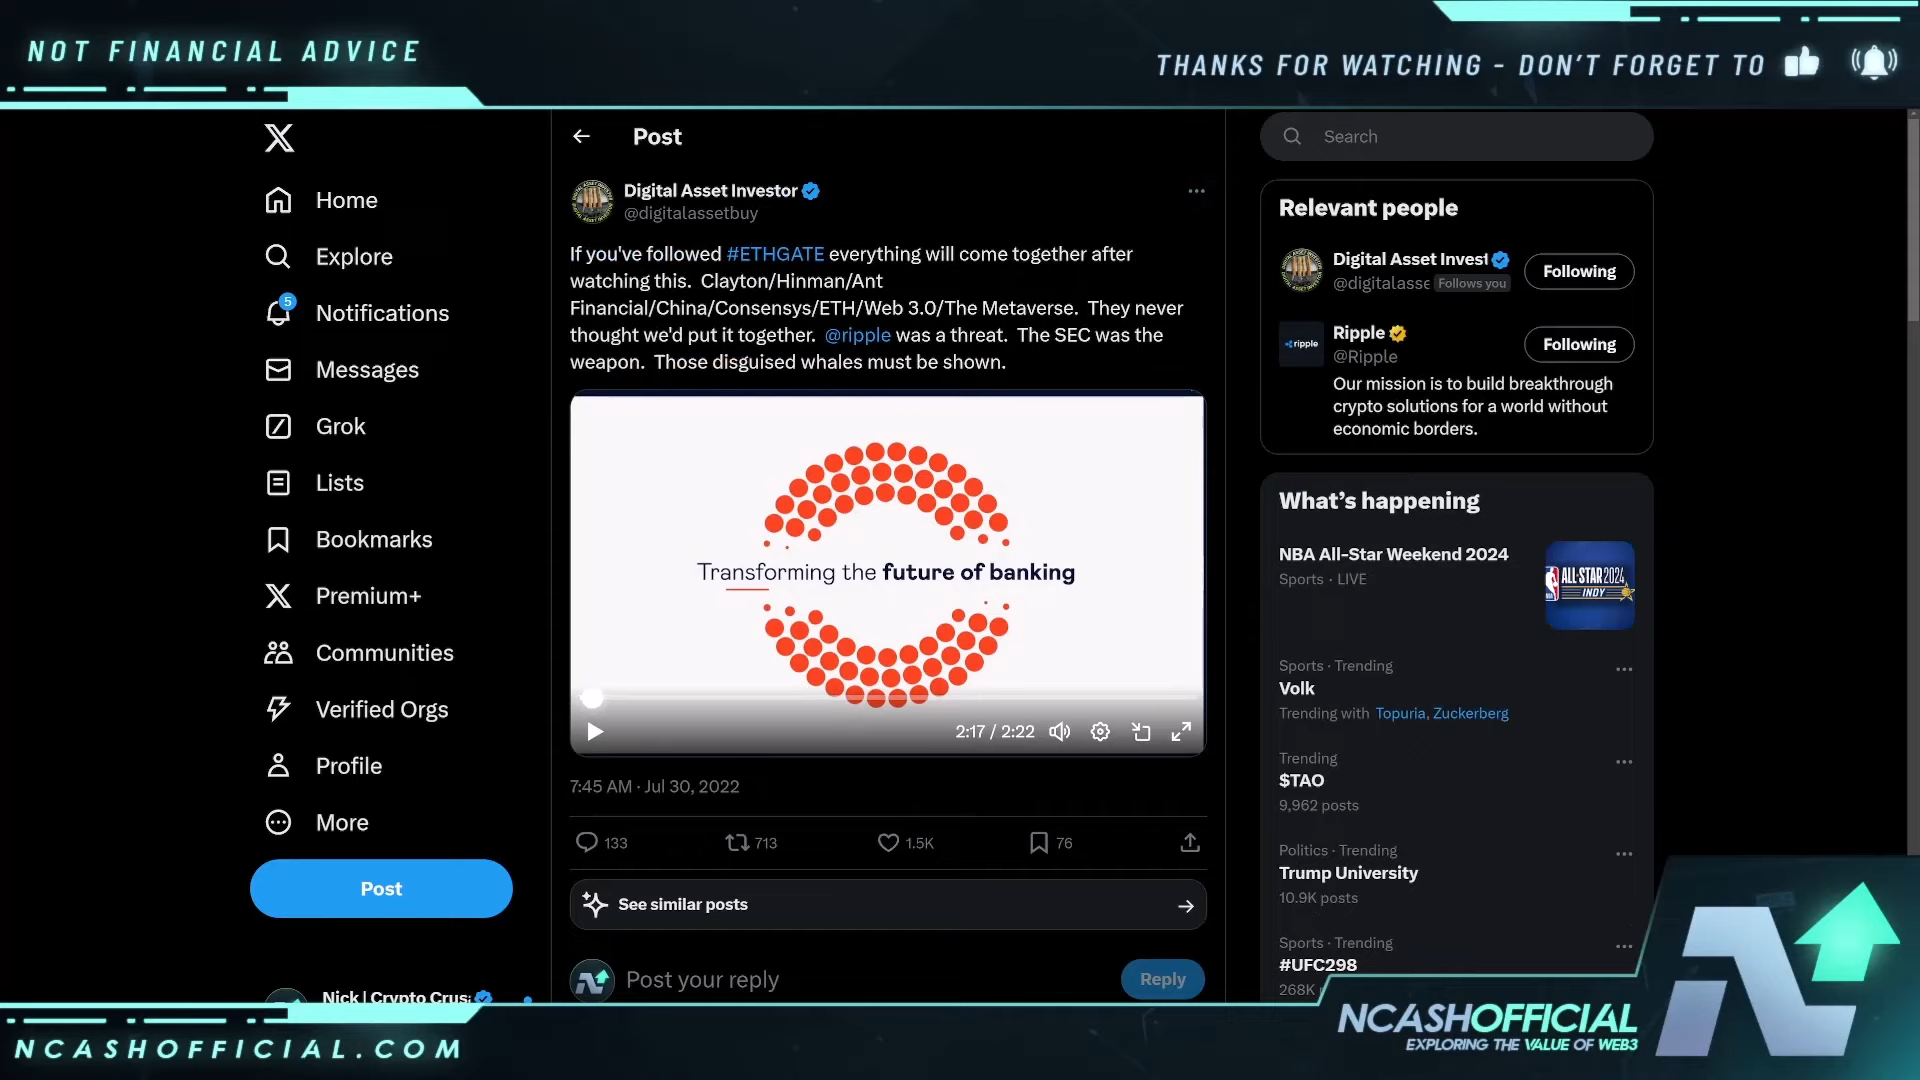 NOT FINANCIAL ADVICE
THANKS FOR WATCHING - DON'T FORGET TO
Home
Explore
5
Notifications
Messages
Grok
Lists
Bookmarks
Premium+
Communities
Verified Orgs
Profile
More
Post
Nick | Crypto Crus
Post
Digital Asset Investor
@digitalassetbuy
If you've followed #ETHGATE everything will come together after
watching this. Clayton/Hinman/Ant
Financial/China/Consensys/ETH/Web 3.0/The Metaverse. They never
thought we'd put it together. @ripple was a threat. The SEC was the
weapon. Those disguised whales must be shown.
Transforming the future of banking
2:17 / 2:22
7:45 AM · Jul 30, 2022
133 713 1.5K 76
See similar posts
Post your reply
Reply
Search
Relevant people
Digital Asset Invest
@digitalasse Follows you
Following
Ripple
@Ripple
Following
ripple
Our mission is to build breakthrough
crypto solutions for a world without
economic borders.
What's happening
NBA All-Star Weekend 2024
Sports · LIVE
ALL-STAR 2024
INDY
Sports · Trending
Volk
Trending with Topuria, Zuckerberg
Trending
$TAO
9,962 posts
Politics · Trending
Trump University
10.9K posts
Sports · Trending
#UFC298
268K
NCASHOFFICIAL.COM
NCASHOFFICIAL
EXPLORING THE VALUE OF WEB3